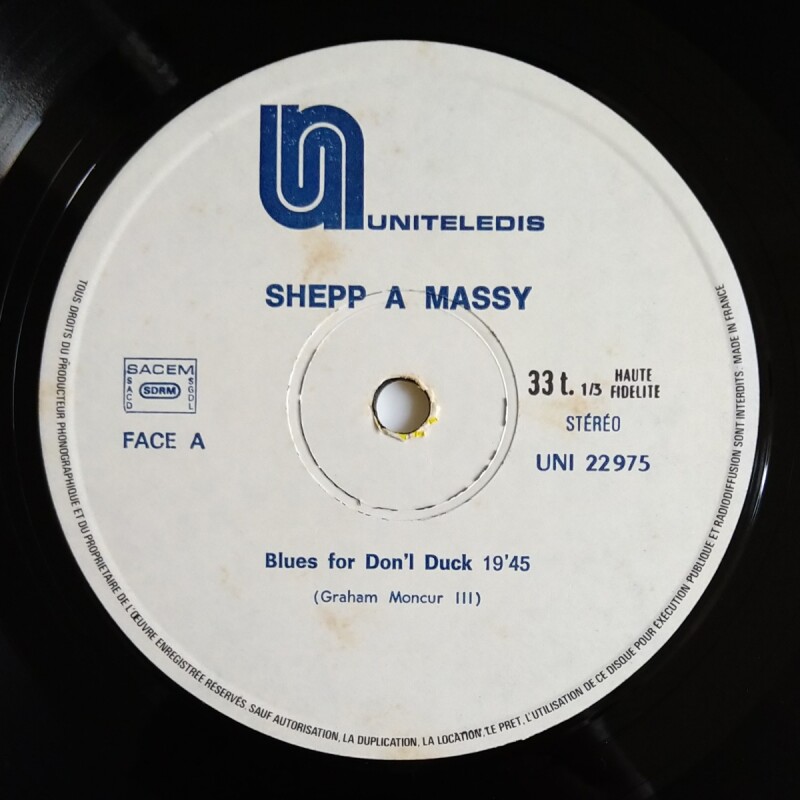 UNITELEDIS
SHEPP A MASSY
SACEM
SACD
SDRM
SGDL
FACE A
33 t. 1/3 HAUTE FIDELITE
STÉRÉO
UNI 22975
Blues for Don'l Duck 19'45
(Graham Moncur III)
TOUS DROITS DU PRODUCTEUR PHONOGRAPHIQUE ET DU PROPRIETAIRE DE L'ŒUVRE ENREGISTRÉE RÉSERVÉS. SAUF AUTORISATION, LA DUPLICATION, LA LOCATION, LE PRET, L'UTILISATION DE CE DISQUE POUR EXÉCUTION PUBLIQUE ET RADIODIFFUSION SONT INTERDITS. MADE IN FRANCE